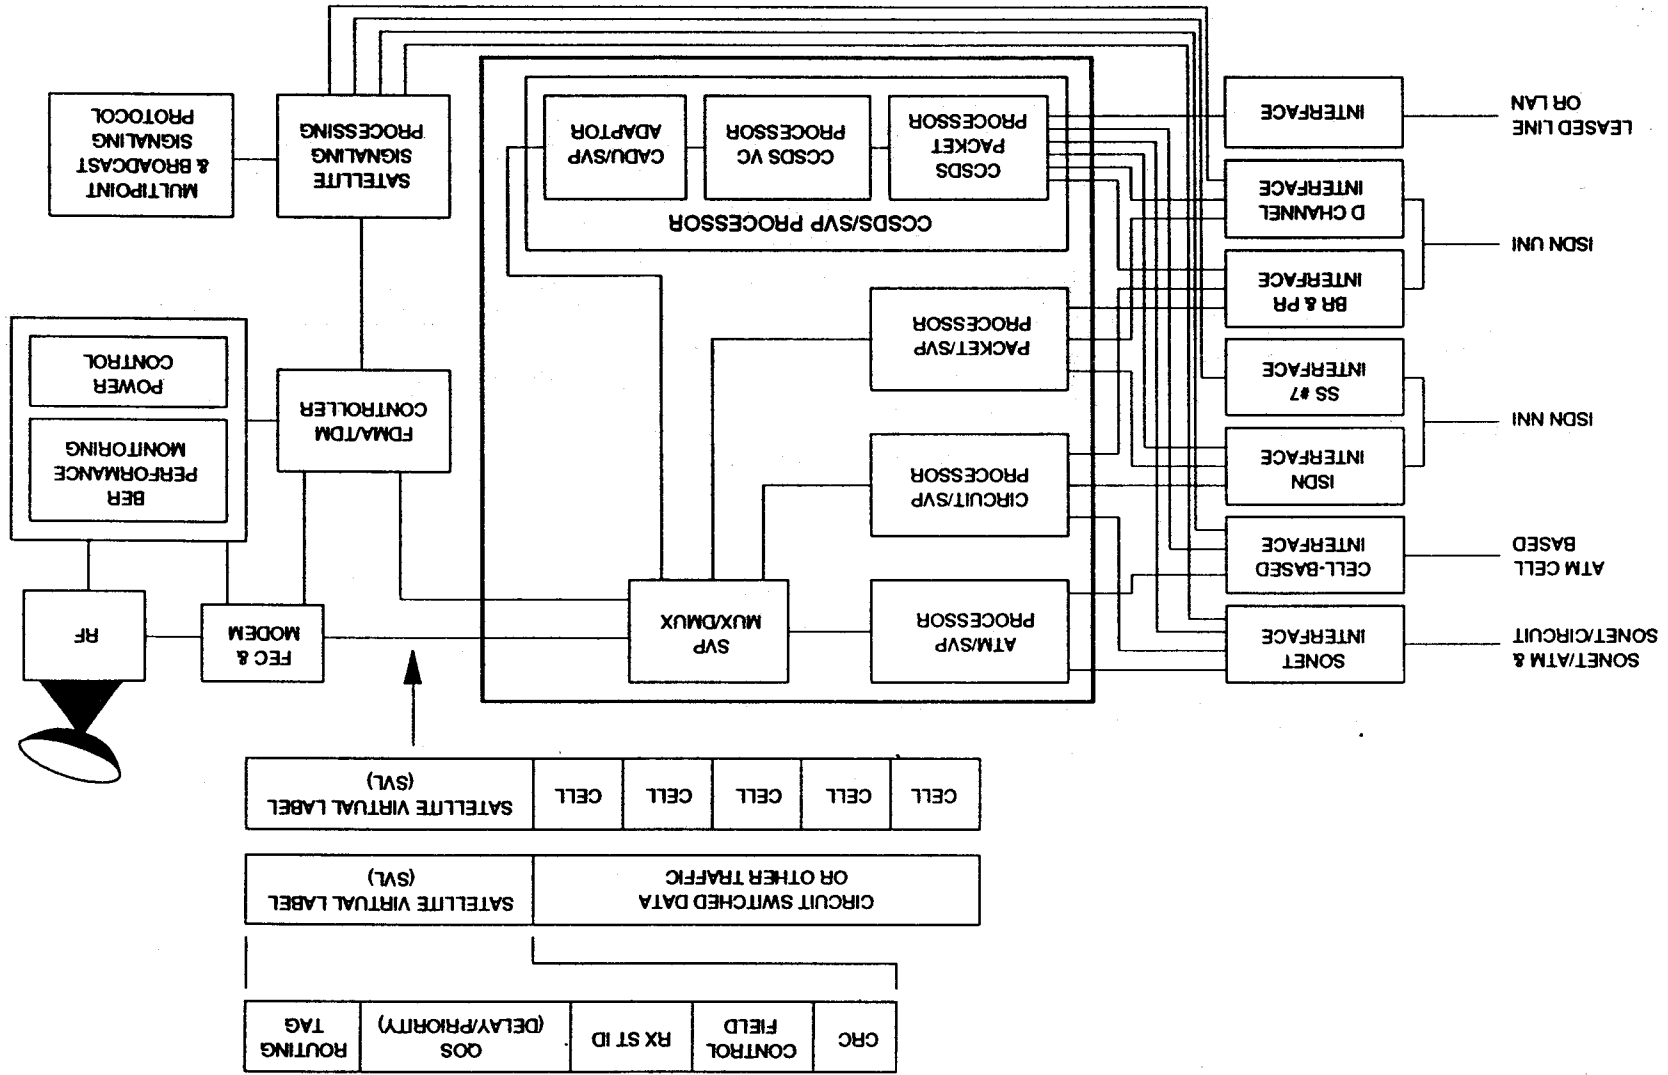 CRC
CONTROL
FIELD
RX ST ID
QOS
(DELAY/PRIORITY)
ROUTING
TAG
CIRCUIT SWITCHED DATA
OR OTHER TRAFFIC
SATELLITE VIRTUAL LABEL
(SVL)
CELL
CELL
CELL
CELL
CELL
SATELLITE VIRTUAL LABEL
(SVL)
SONET/ATM &
SONET/CIRCUIT
SONET
INTERFACE
ATM/SVP
PROCESSOR
SVP
MUX/DMUX
FEC &
MODEM
RF
ATM CELL
BASED
CELL-BASED
INTERFACE
ISDN
INTERFACE
CIRCUIT/SVP
PROCESSOR
BER
PERFORMANCE
MONITORING
ISDN NNI
SS #7
INTERFACE
PACKET/SVP
PROCESSOR
FDMA/TDM
CONTROLLER
POWER
CONTROL
BR & PR
INTERFACE
ISDN UNI
D CHANNEL
INTERFACE
CCSDS/SVP PROCESSOR
CCSDS
PACKET
PROCESSOR
CCSDS VC
PROCESSOR
CADU/SVP
ADAPTOR
SATELLITE
SIGNALING
PROCESSING
MULTIPOINT
& BROADCAST
SIGNALING
PROTOCOL
LEASED LINE
OR LAN
INTERFACE